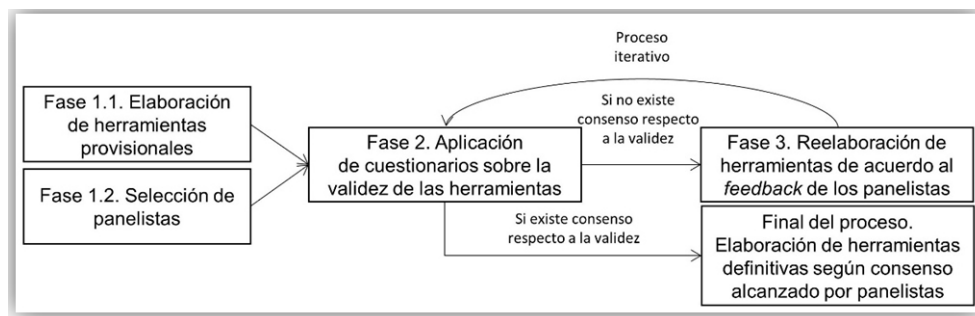 Proceso
iterativo
Fase 1.1. Elaboración
de herramientas
provisionales
Fase 1.2. Selección de
panelistas
Fase 2. Aplicación
de cuestionarios sobre la
validez de las herramientas
Si no existe
consenso respecto
a la validez
Fase 3. Reelaboración de
herramientas de acuerdo al
feedback de los panelistas
Si existe consenso
respecto a la validez
Final del proceso.
Elaboración de herramientas
definitivas según consenso
alcanzado por panelistas